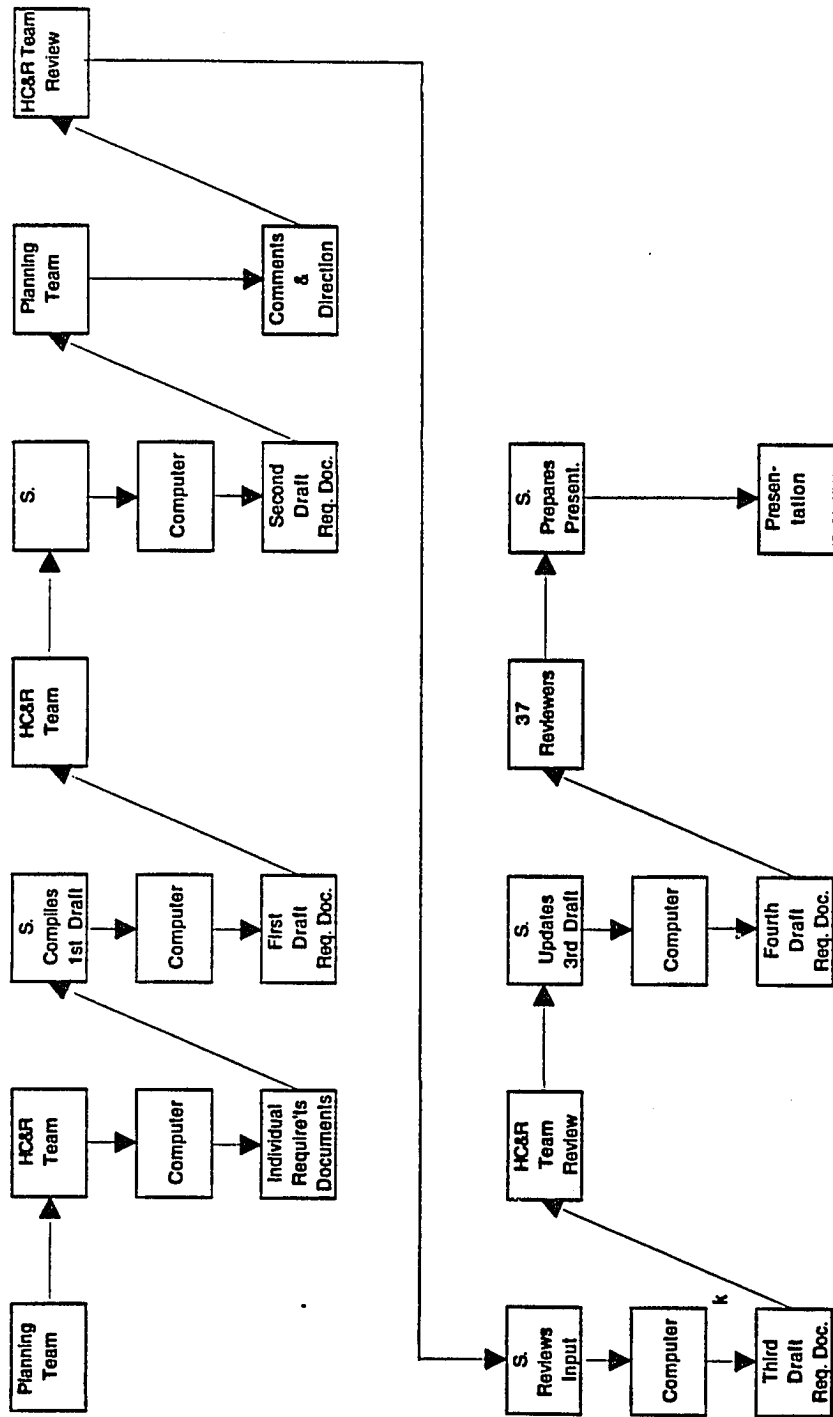 Planning
Team
HC&R
Team
Computer
Individual
Require'ts
Documents
S.
Compiles
1st Draft
Computer
First
Draft
Req. Doc.
HC&R
Team
S.
Computer
Second
Draft
Req. Doc.
Planning
Team
Comments
&
Direction
HC&R Team
Review
S.
Reviews
Input
Computer
k
Third
Draft
Req. Doc.
HC&R
Team
Review
S.
Updates
3rd Draft
Computer
Fourth
Draft
Req. Doc.
37
Reviewers
S.
Prepares
Present.
Presen-
tation